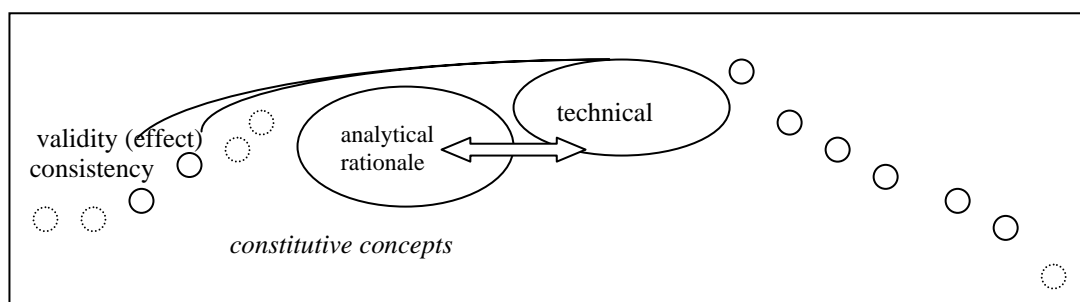 validity (effect)
consistency
analytical
rationale
technical
constitutive concepts